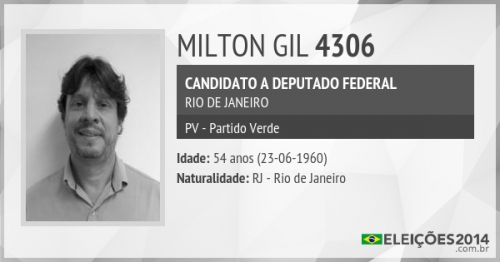 MILTON GIL 4306
CANDIDATO A DEPUTADO FEDERAL
RIO DE JANEIRO
PV - Partido Verde
Idade: 54 anos (23-06-1960)
Naturalidade: RJ - Rio de Janeiro
ELEIÇÕES2014
.com.br